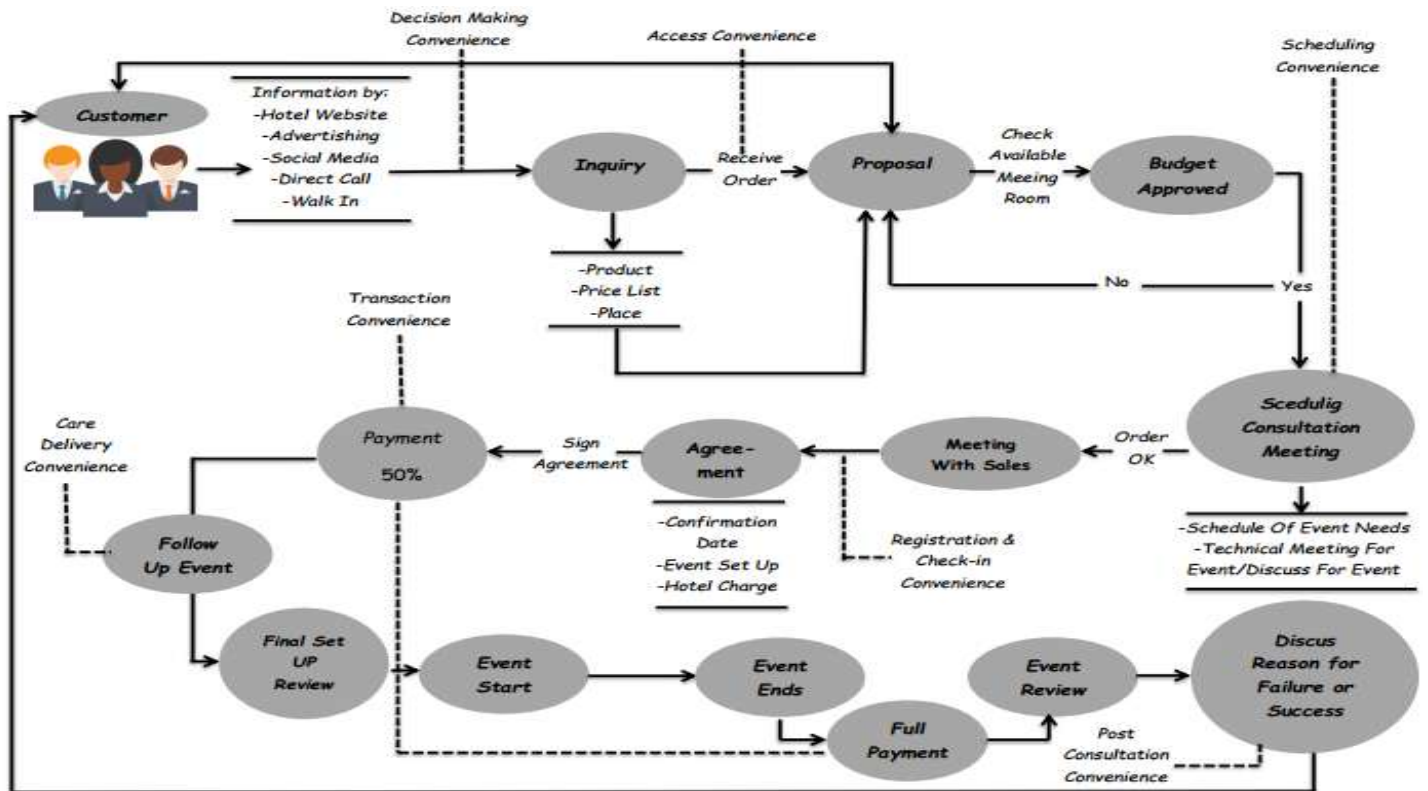 Decision Making
Convenience
Access Convenience
Scheduling
Convenience
Customer
Information by:
-Hotel Website
-Advertishing
-Social Media
-Direct Call
-Walk In
Inquiry
Receive
Order
Proposal
Check
Available
Meeing
Room
Budget
Approved
-Product
-Price List
-Place
No
Yes
Transaction
Convenience
Care
Delivery
Convenience
Payment
50%
Sign
Agreement
Agree-
ment
Meeting
With Sales
Order
OK
Scedulig
Consultation
Meeting
-Confirmation
Date
-Event Set Up
-Hotel Charge
Registration &
Check-in
Convenience
-Schedule Of Event Needs
-Technical Meeting For
Event/Discuss For Event
Follow
Up Event
Final Set
UP
Review
Event
Start
Event
Ends
Full
Payment
Event
Review
Discus
Reason for
Failure or
Success
Post
Consultation
Convenience